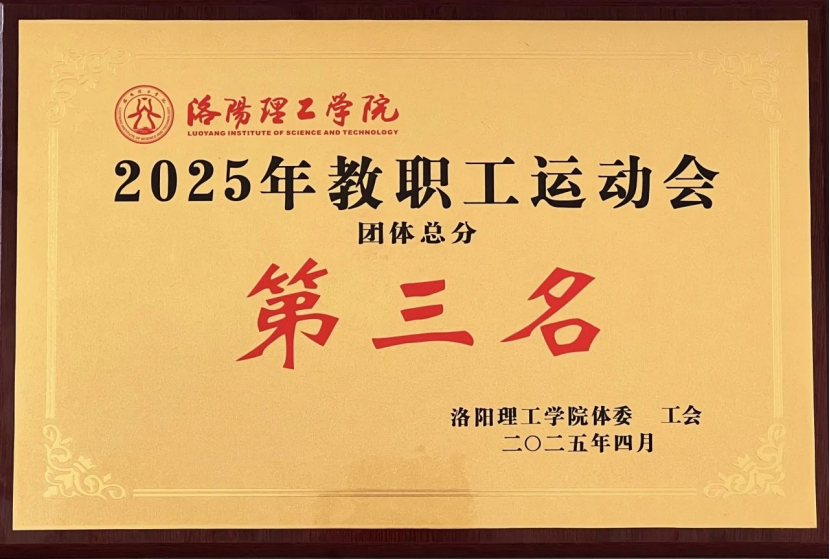 洛陽理工学院
LUOYANG INSTITUTE OF SCIENCE AND TECHNOLOGY
2025年教职工运动会
团体总分
第三名
洛阳理工学院体委 工会
二〇二五年四月